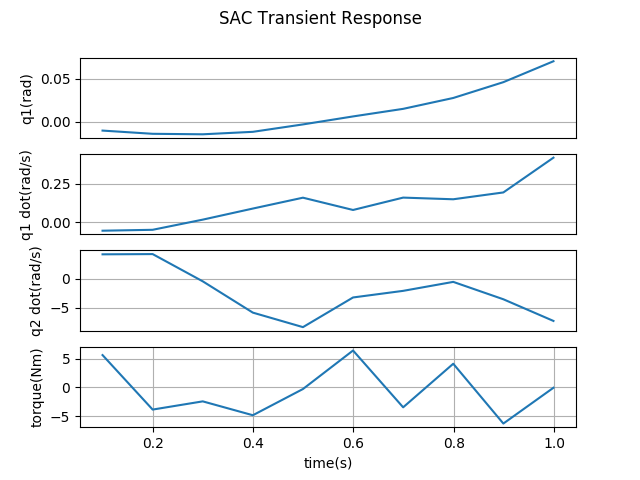 SAC Transient Response
q1(rad)
0.05
0.00
q1 dot(rad/s)
0.25
0.00
q2 dot(rad/s)
0
−5
torque(Nm)
5
0
−5
0.2 0.4 0.6 0.8 1.0
time(s)